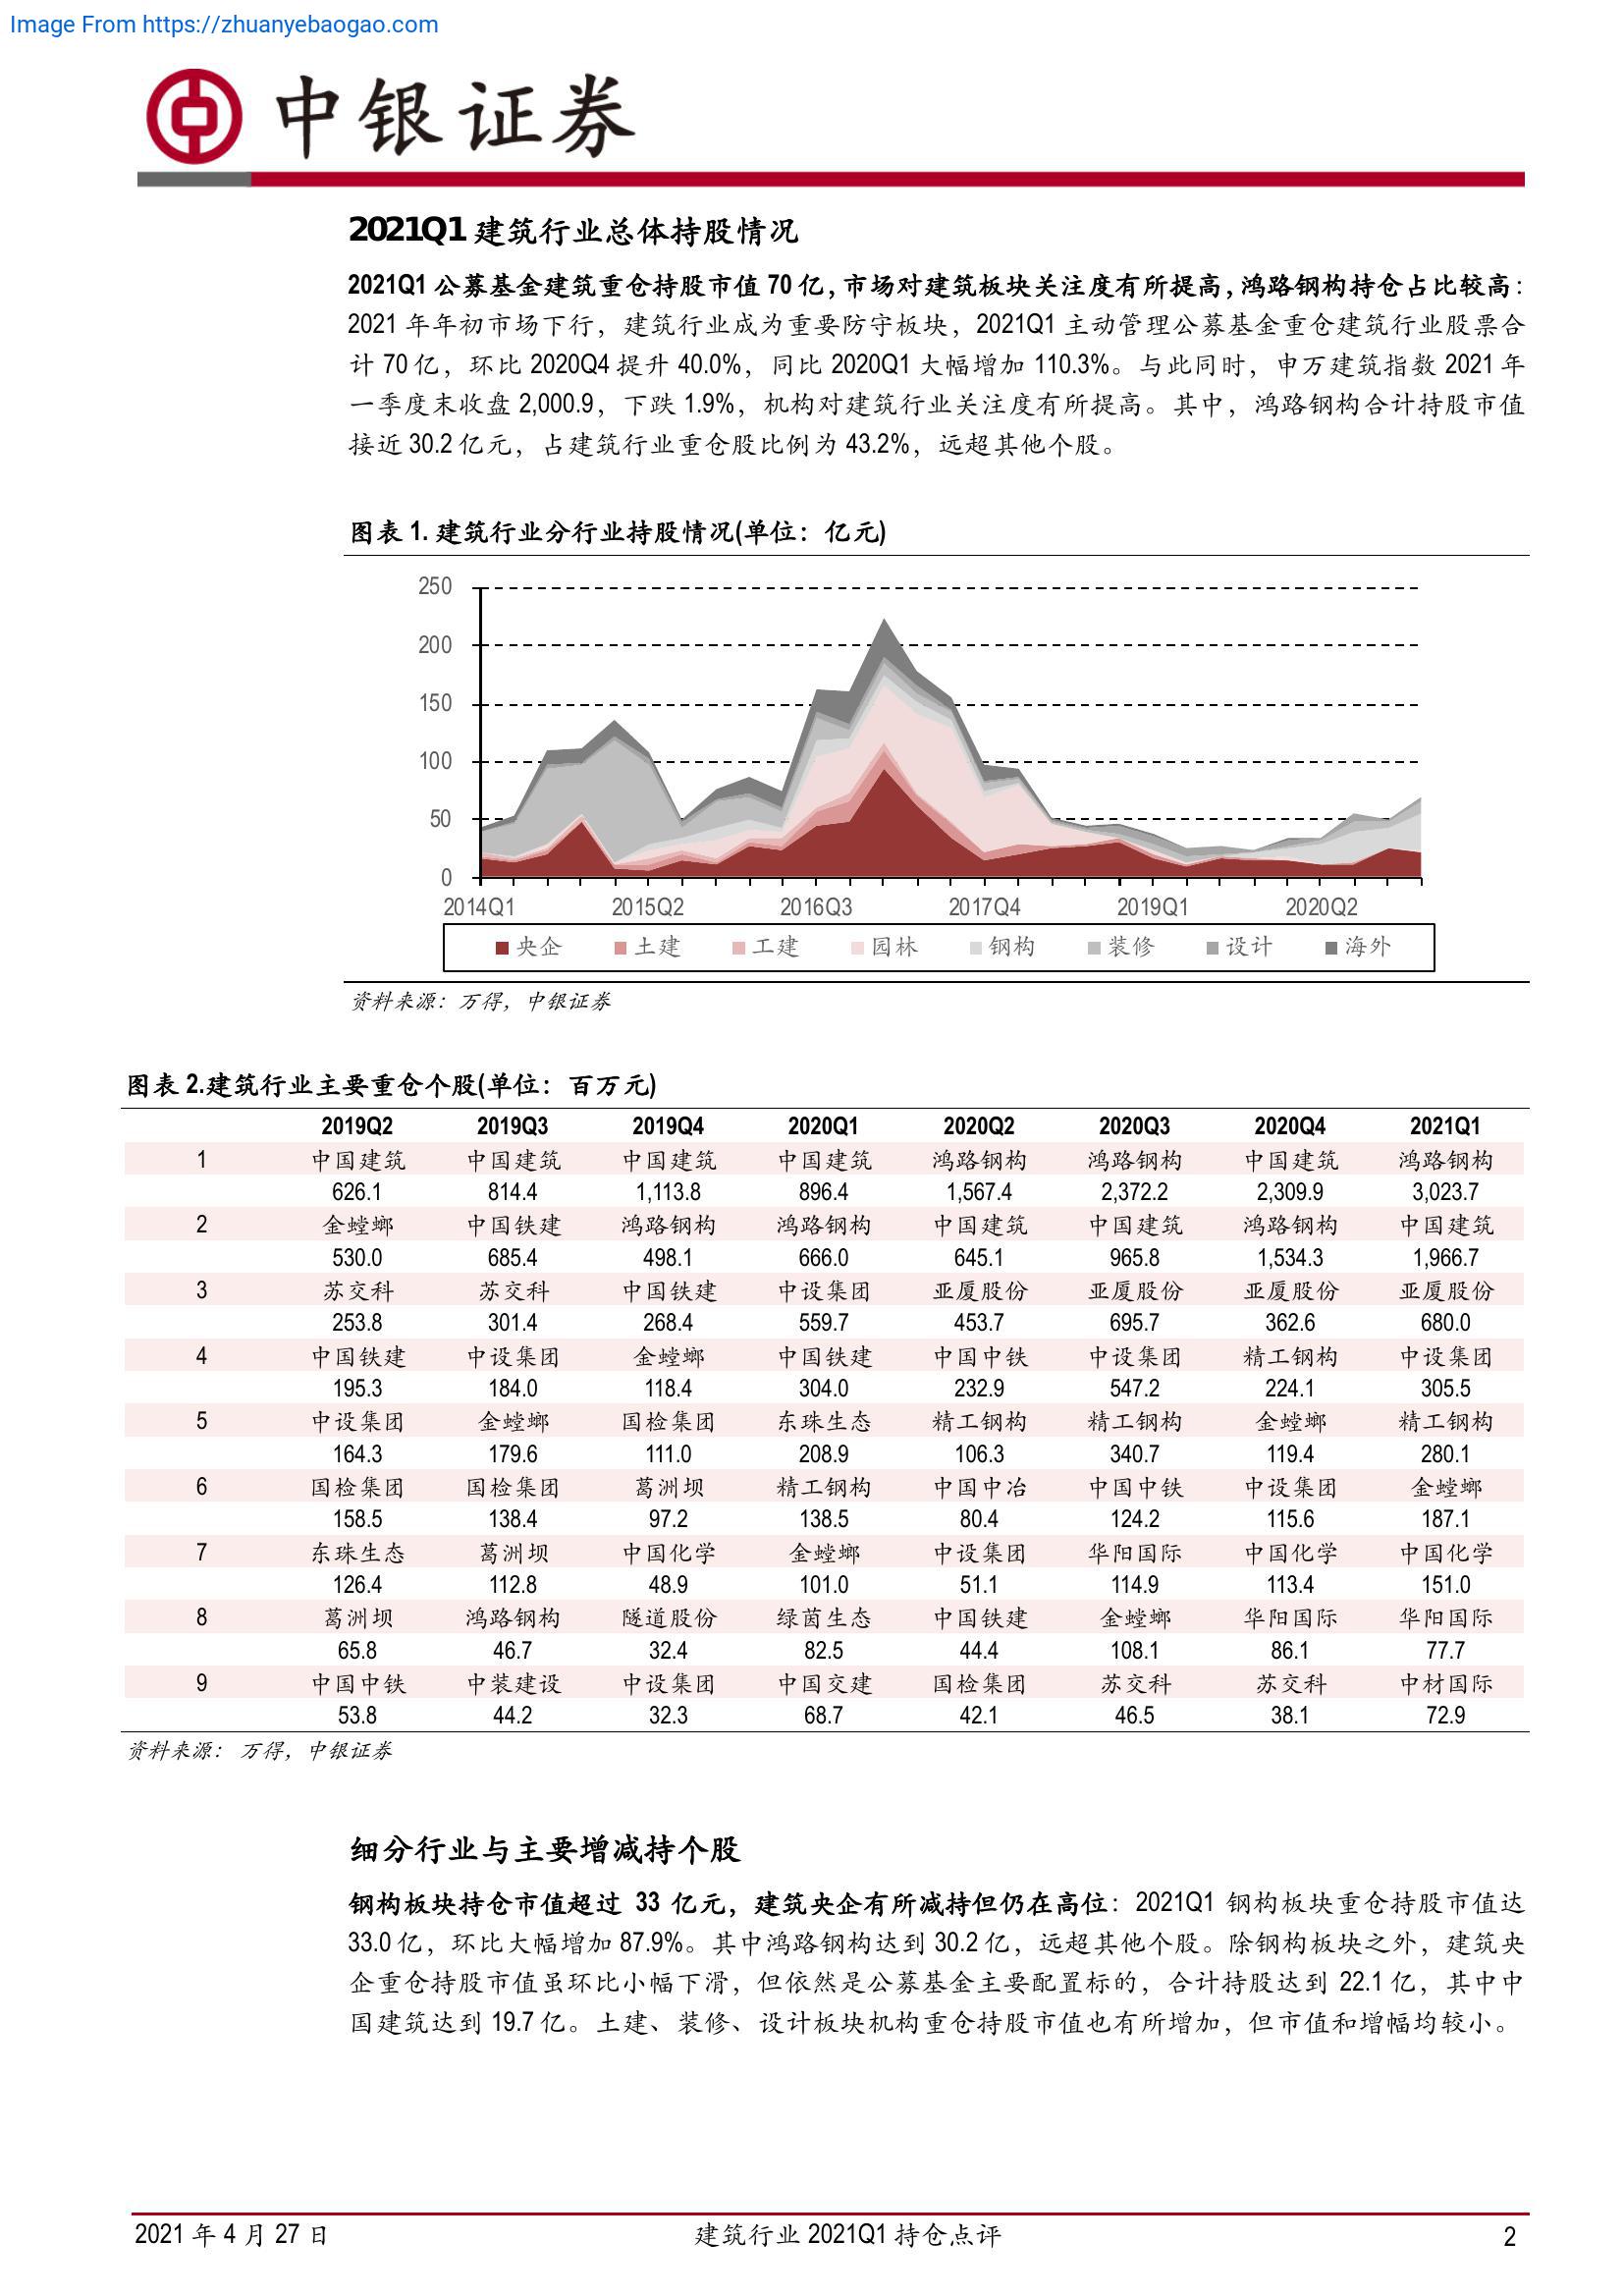 Image From https://zhuanyebaogao.com
中银证券
2021Q1 建筑行业总体持股情况
2021Q1 公募基金建筑重仓持股市值 70 亿，市场对建筑板块关注度有所提高，鸿路钢构持仓占比较高：
2021 年年初市场下行，建筑行业成为重要防守板块，2021Q1 主动管理公募基金重仓建筑行业股票合
计 70 亿，环比 2020Q4 提升 40.0%，同比 2020Q1 大幅增加 110.3%。与此同时，申万建筑指数 2021 年
一季度末收盘 2,000.9，下跌 1.9%，机构对建筑行业关注度有所提高。其中，鸿路钢构合计持股市值
接近 30.2 亿元，占建筑行业重仓股比例为 43.2%，远超其他个股。
图表 1. 建筑行业分行业持股情况(单位：亿元)
250
200
150
100
50
0
2014Q1 2015Q2 2016Q3 2017Q4 2019Q1 2020Q2
央企 土建 工建 园林 钢构 装修 设计 海外
资料来源：万得，中银证券
图表 2.建筑行业主要重仓个股(单位：百万元)
2019Q2 2019Q3 2019Q4 2020Q1 2020Q2 2020Q3 2020Q4 2021Q1
1 中国建筑 中国建筑 中国建筑 中国建筑 鸿路钢构 鸿路钢构 中国建筑 鸿路钢构
626.1 814.4 1,113.8 896.4 1,567.4 2,372.2 2,309.9 3,023.7
2 金螳螂 中国铁建 鸿路钢构 鸿路钢构 中国建筑 中国建筑 鸿路钢构 中国建筑
530.0 685.4 498.1 666.0 645.1 965.8 1,534.3 1,966.7
3 苏交科 苏交科 中国铁建 中设集团 亚厦股份 亚厦股份 亚厦股份 亚厦股份
253.8 301.4 268.4 559.7 453.7 695.7 362.6 680.0
4 中国铁建 中设集团 金螳螂 中国铁建 中国中铁 中设集团 精工钢构 中设集团
195.3 184.0 118.4 304.0 232.9 547.2 224.1 305.5
5 中设集团 金螳螂 国检集团 东珠生态 精工钢构 精工钢构 金螳螂 精工钢构
164.3 179.6 111.0 208.9 106.3 340.7 119.4 280.1
6 国检集团 国检集团 葛洲坝 精工钢构 中国中冶 中国中铁 中设集团 金螳螂
158.5 138.4 97.2 138.5 80.4 124.2 115.6 187.1
7 东珠生态 葛洲坝 中国化学 金螳螂 中设集团 华阳国际 中国化学 中国化学
126.4 112.8 48.9 101.0 51.1 114.9 113.4 151.0
8 葛洲坝 鸿路钢构 隧道股份 绿茵生态 中国铁建 金螳螂 华阳国际 华阳国际
65.8 46.7 32.4 82.5 44.4 108.1 86.1 77.7
9 中国中铁 中装建设 中设集团 中国交建 国检集团 苏交科 苏交科 中材国际
53.8 44.2 32.3 68.7 42.1 46.5 38.1 72.9
资料来源： 万得，中银证券
细分行业与主要增减持个股
钢构板块持仓市值超过 33 亿元，建筑央企有所减持但仍在高位：2021Q1 钢构板块重仓持股市值达
33.0 亿，环比大幅增加 87.9%。其中鸿路钢构达到 30.2 亿，远超其他个股。除钢构板块之外，建筑央
企重仓持股市值虽环比小幅下滑，但依然是公募基金主要配置标的，合计持股达到 22.1 亿，其中中
国建筑达到 19.7 亿。土建、装修、设计板块机构重仓持股市值也有所增加，但市值和增幅均较小。
2021 年 4 月 27 日 建筑行业 2021Q1 持仓点评 2